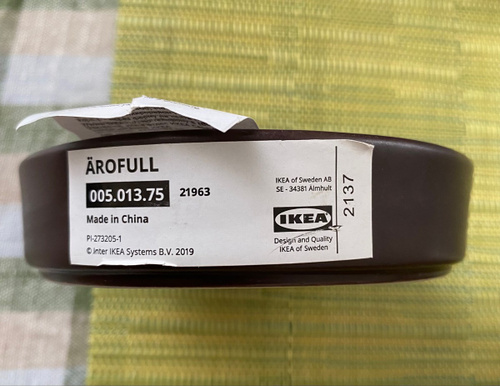 ÄROFULL
005.013.75 21963
Made in China
PI-273205-1
© Inter IKEA Systems B.V. 2019
IKEA of Sweden AB
SE - 34381 Älmhult
IKEA
Design and Quality
IKEA of Sweden
2137